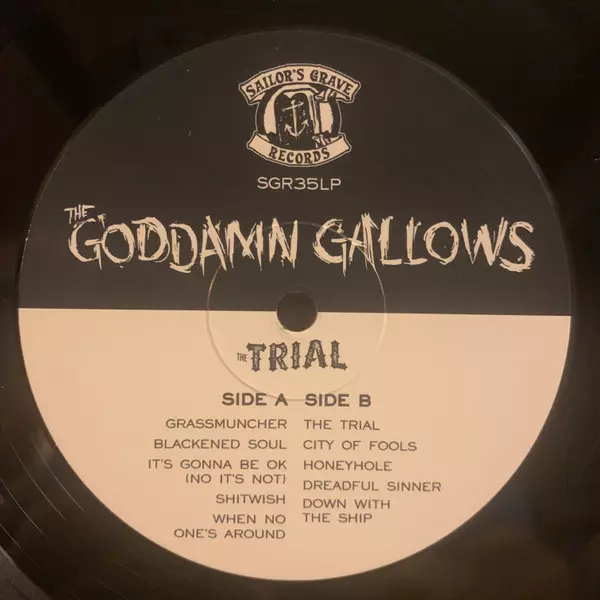 SAILOR'S GRAVE
RECORDS
SGR35LP
THE
GODDAMN GALLOWS
THE TRIAL
SIDE A SIDE B
GRASSMUNCHER THE TRIAL
BLACKENED SOUL CITY OF FOOLS
IT'S GONNA BE OK HONEYHOLE
(NO IT'S NOT) DREADFUL SINNER
SHITWISH DOWN WITH
WHEN NO THE SHIP
ONE'S AROUND